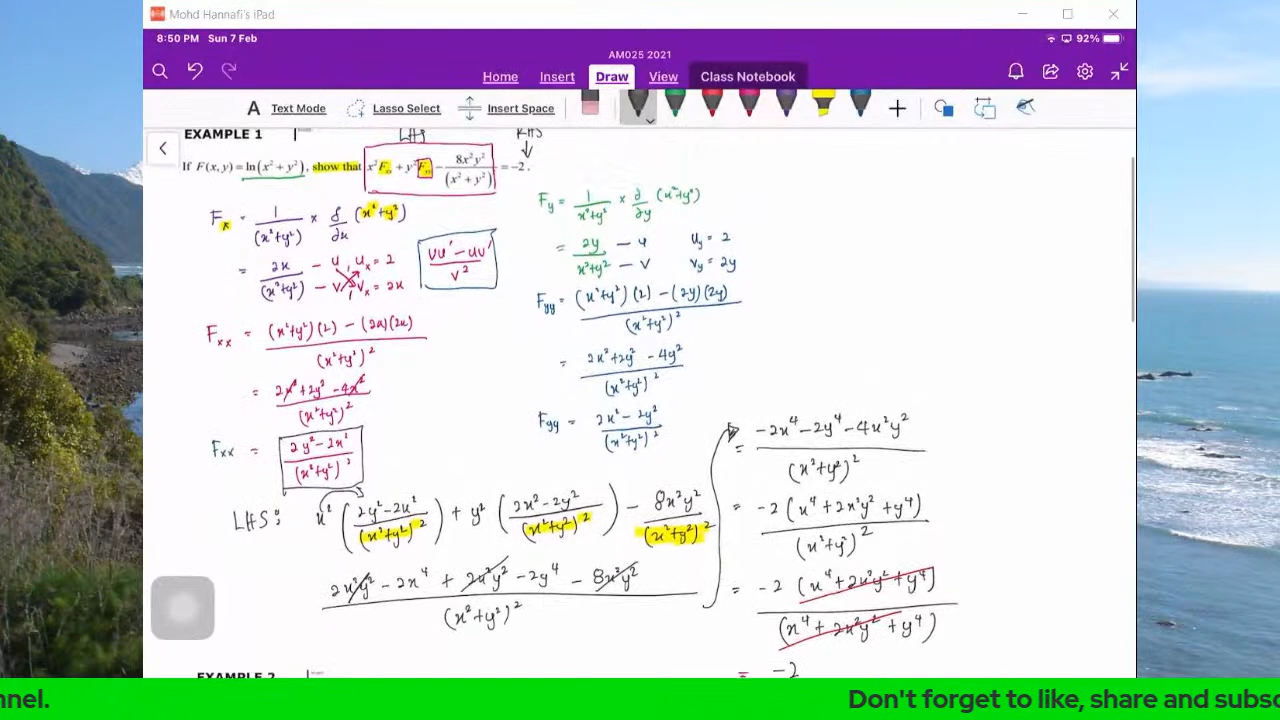 Mohd Hannafi's iPad
8:50 PM Sun 7 Feb
92%
AM025 2021
Home Insert Draw View Class Notebook
A Text Mode Lasso Select Insert Space
EXAMPLE 1
LHS RHS
If F(x, y) = ln(x² + y²), show that x²Fxx + y²Fyy − 8x²y²/(x² + y²) = −2.
Fx = 1/(x²+y²) × ∂/∂x (x²+y²)
= 2x/(x²+y²) – u, ux = 2
– v, vx = 2x
vu' − uv'/v²
Fxx = (x²+y²)(2) − (2x)(2x)/(x²+y²)²
= 2x²+2y² − 4x²/(x²+y²)²
Fxx = 2y² − 2x²/(x²+y²)²
Fy = 1/(x²+y²) × ∂/∂y (x²+y²)
= 2y/(x²+y²) – u uy = 2
– v vy = 2y
Fyy = (x²+y²)(2) − (2y)(2y)/(x²+y²)²
= 2x²+2y² − 4y²/(x²+y²)²
Fyy = 2x² − 2y²/(x²+y²)²
LHS: x² (2y²−2x²/(x²+y²)²) + y² (2x²−2y²/(x²+y²)²) − 8x²y²/(x²+y²)²
2x²y² − 2x⁴ + 2x²y² − 2y⁴ − 8x²y²/(x²+y²)²
= −2x⁴ − 2y⁴ − 4x²y²/(x²+y²)²
= −2 (x⁴ + 2x²y² + y⁴)/(x²+y²)²
= −2 (x⁴ + 2x²y² + y⁴)/(x⁴ + 2x²y² + y⁴)
= −2
EXAMPLE 2
nnel. Don't forget to like, share and subsc